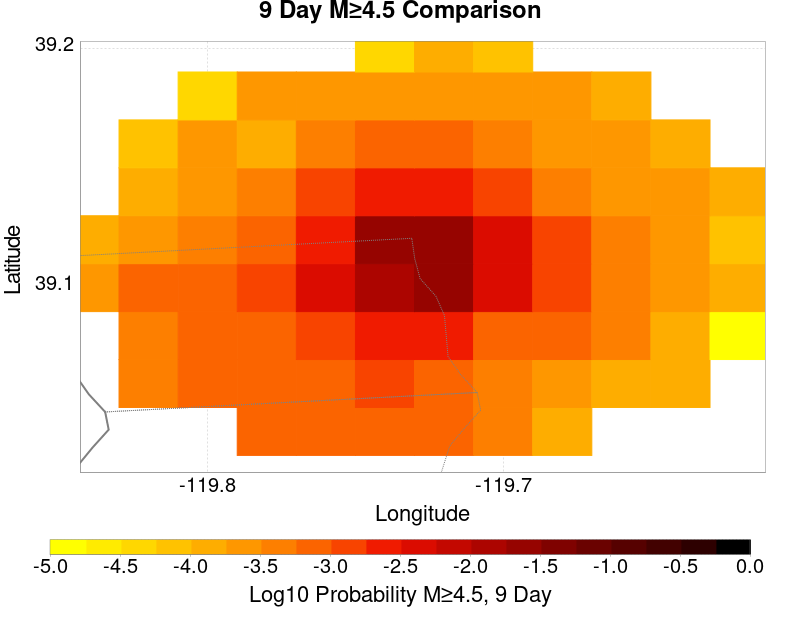 9 Day M≥4.5 Comparison
39.2
39.1
Latitude
-119.8 -119.7
Longitude
-5.0 -4.5 -4.0 -3.5 -3.0 -2.5 -2.0 -1.5 -1.0 -0.5 0.0
Log10 Probability M≥4.5, 9 Day